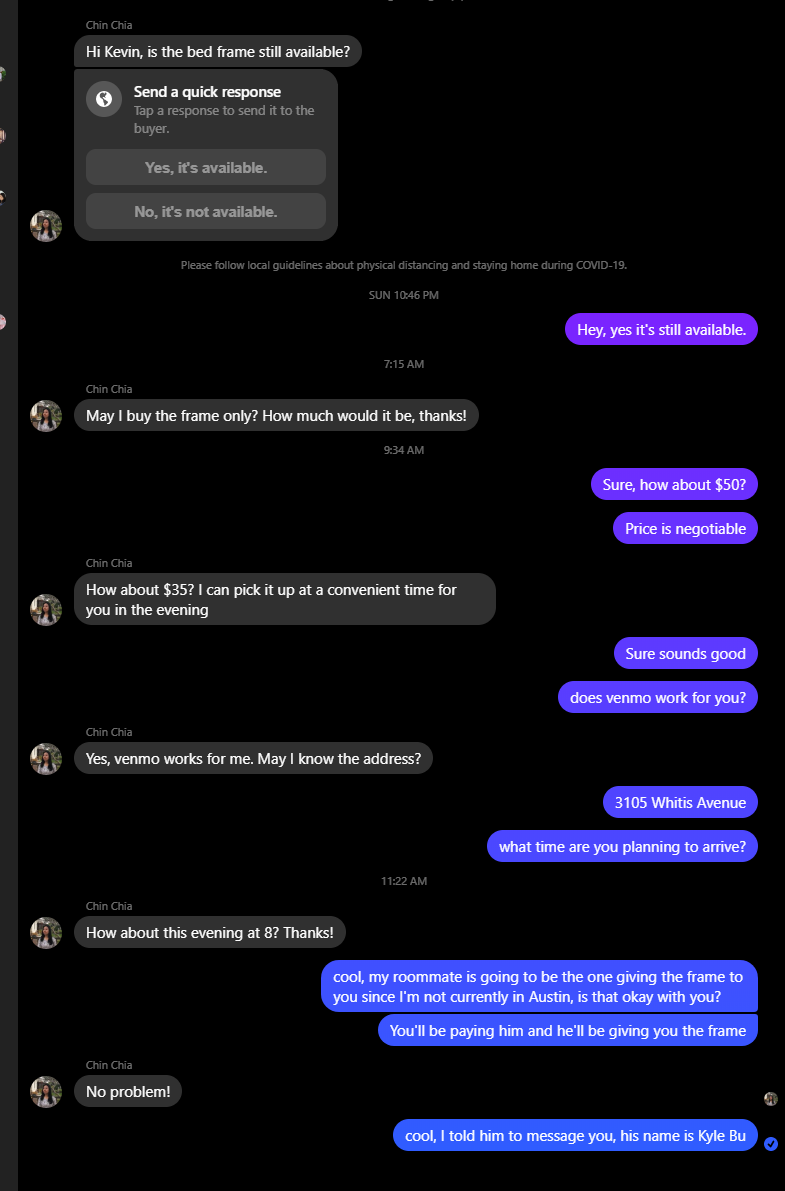 Chin Chia
Hi Kevin, is the bed frame still available?
Send a quick response
Tap a response to send it to the
buyer.
Yes, it's available.
No, it's not available.
Please follow local guidelines about physical distancing and staying home during COVID-19.
SUN 10:46 PM
Hey, yes it's still available.
7:15 AM
Chin Chia
May I buy the frame only? How much would it be, thanks!
9:34 AM
Sure, how about $50?
Price is negotiable
Chin Chia
How about $35? I can pick it up at a convenient time for
you in the evening
Sure sounds good
does venmo work for you?
Chin Chia
Yes, venmo works for me. May I know the address?
3105 Whitis Avenue
what time are you planning to arrive?
11:22 AM
Chin Chia
How about this evening at 8? Thanks!
cool, my roommate is going to be the one giving the frame to
you since I'm not currently in Austin, is that okay with you?
You'll be paying him and he'll be giving you the frame
Chin Chia
No problem!
cool, I told him to message you, his name is Kyle Bu